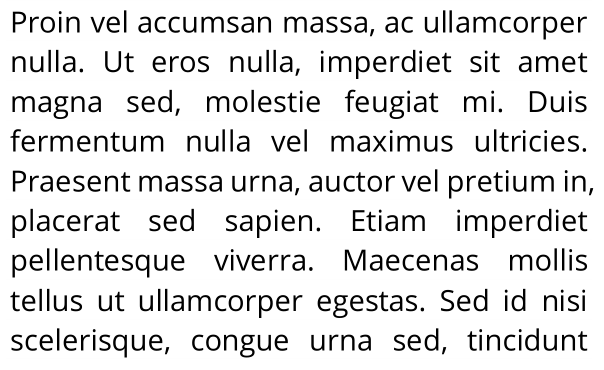 Proin vel accumsan massa, ac ullamcorper
nulla. Ut eros nulla, imperdiet sit amet
magna sed, molestie feugiat mi. Duis
fermentum nulla vel maximus ultricies.
Praesent massa urna, auctor vel pretium in,
placerat sed sapien. Etiam imperdiet
pellentesque viverra. Maecenas mollis
tellus ut ullamcorper egestas. Sed id nisi
scelerisque, congue urna sed, tincidunt